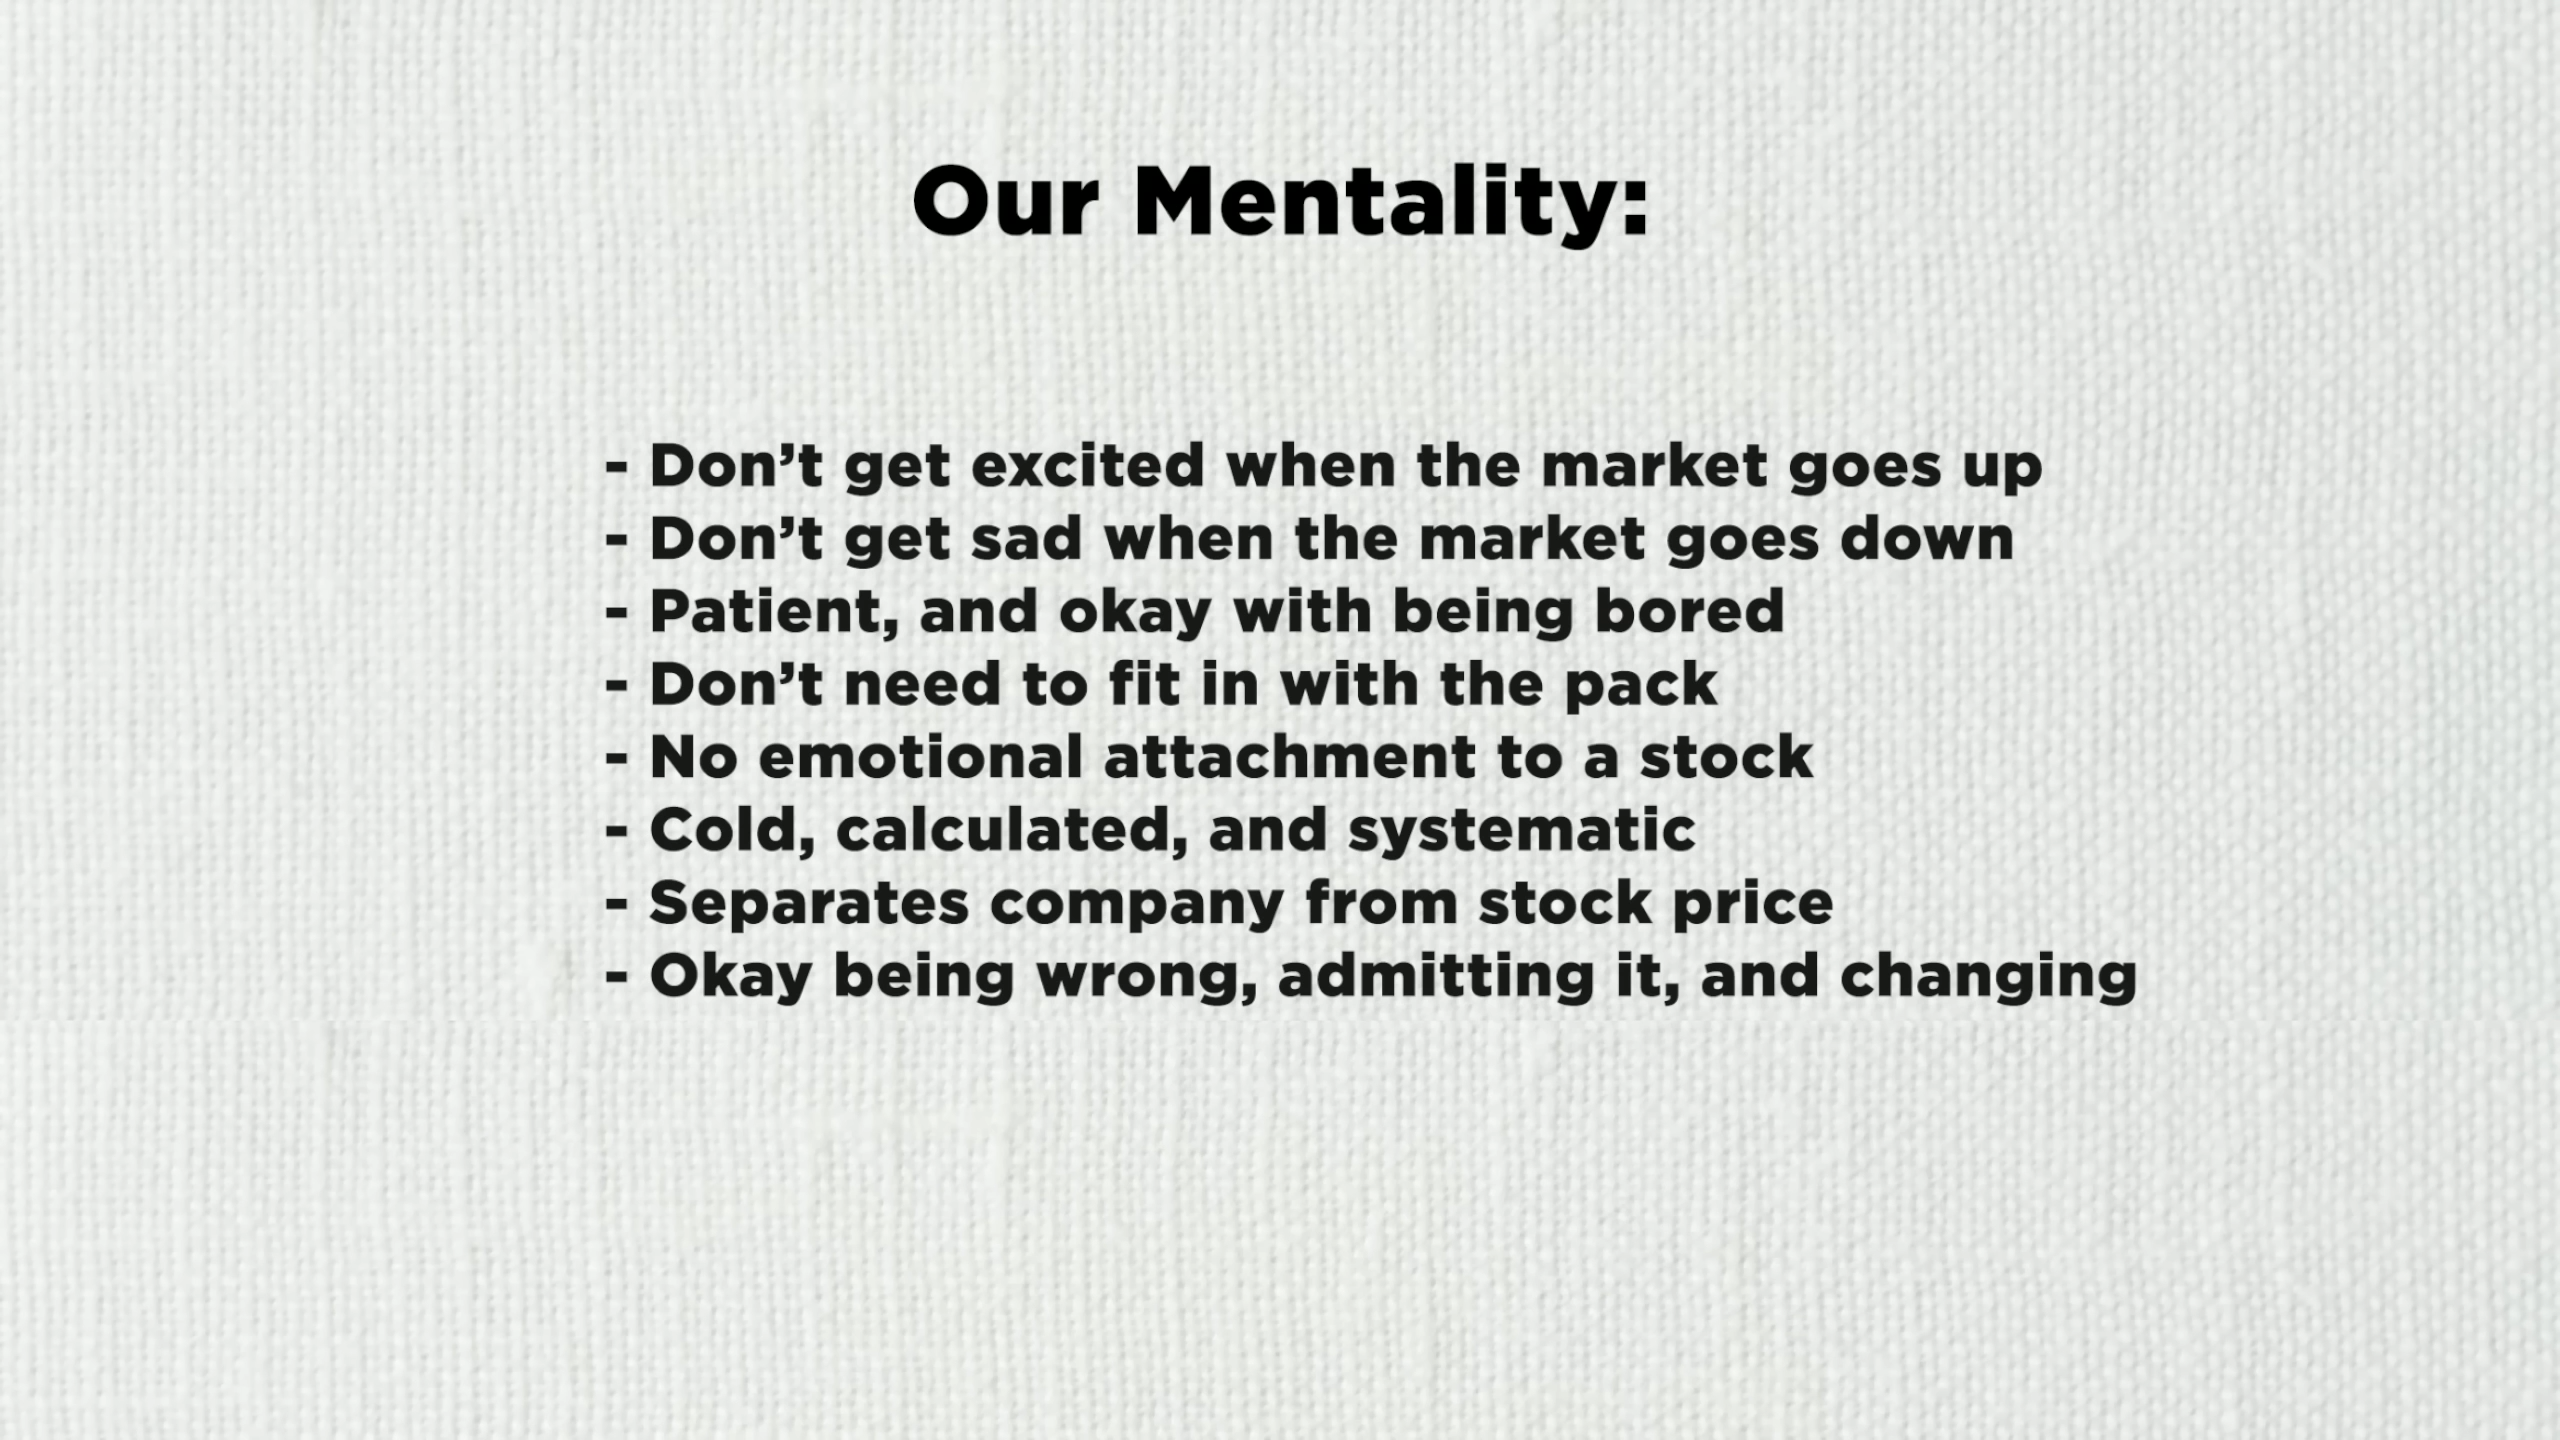 Our Mentality:
- Don’t get excited when the market goes up
- Don’t get sad when the market goes down
- Patient, and okay with being bored
- Don’t need to fit in with the pack
- No emotional attachment to a stock
- Cold, calculated, and systematic
- Separates company from stock price
- Okay being wrong, admitting it, and changing